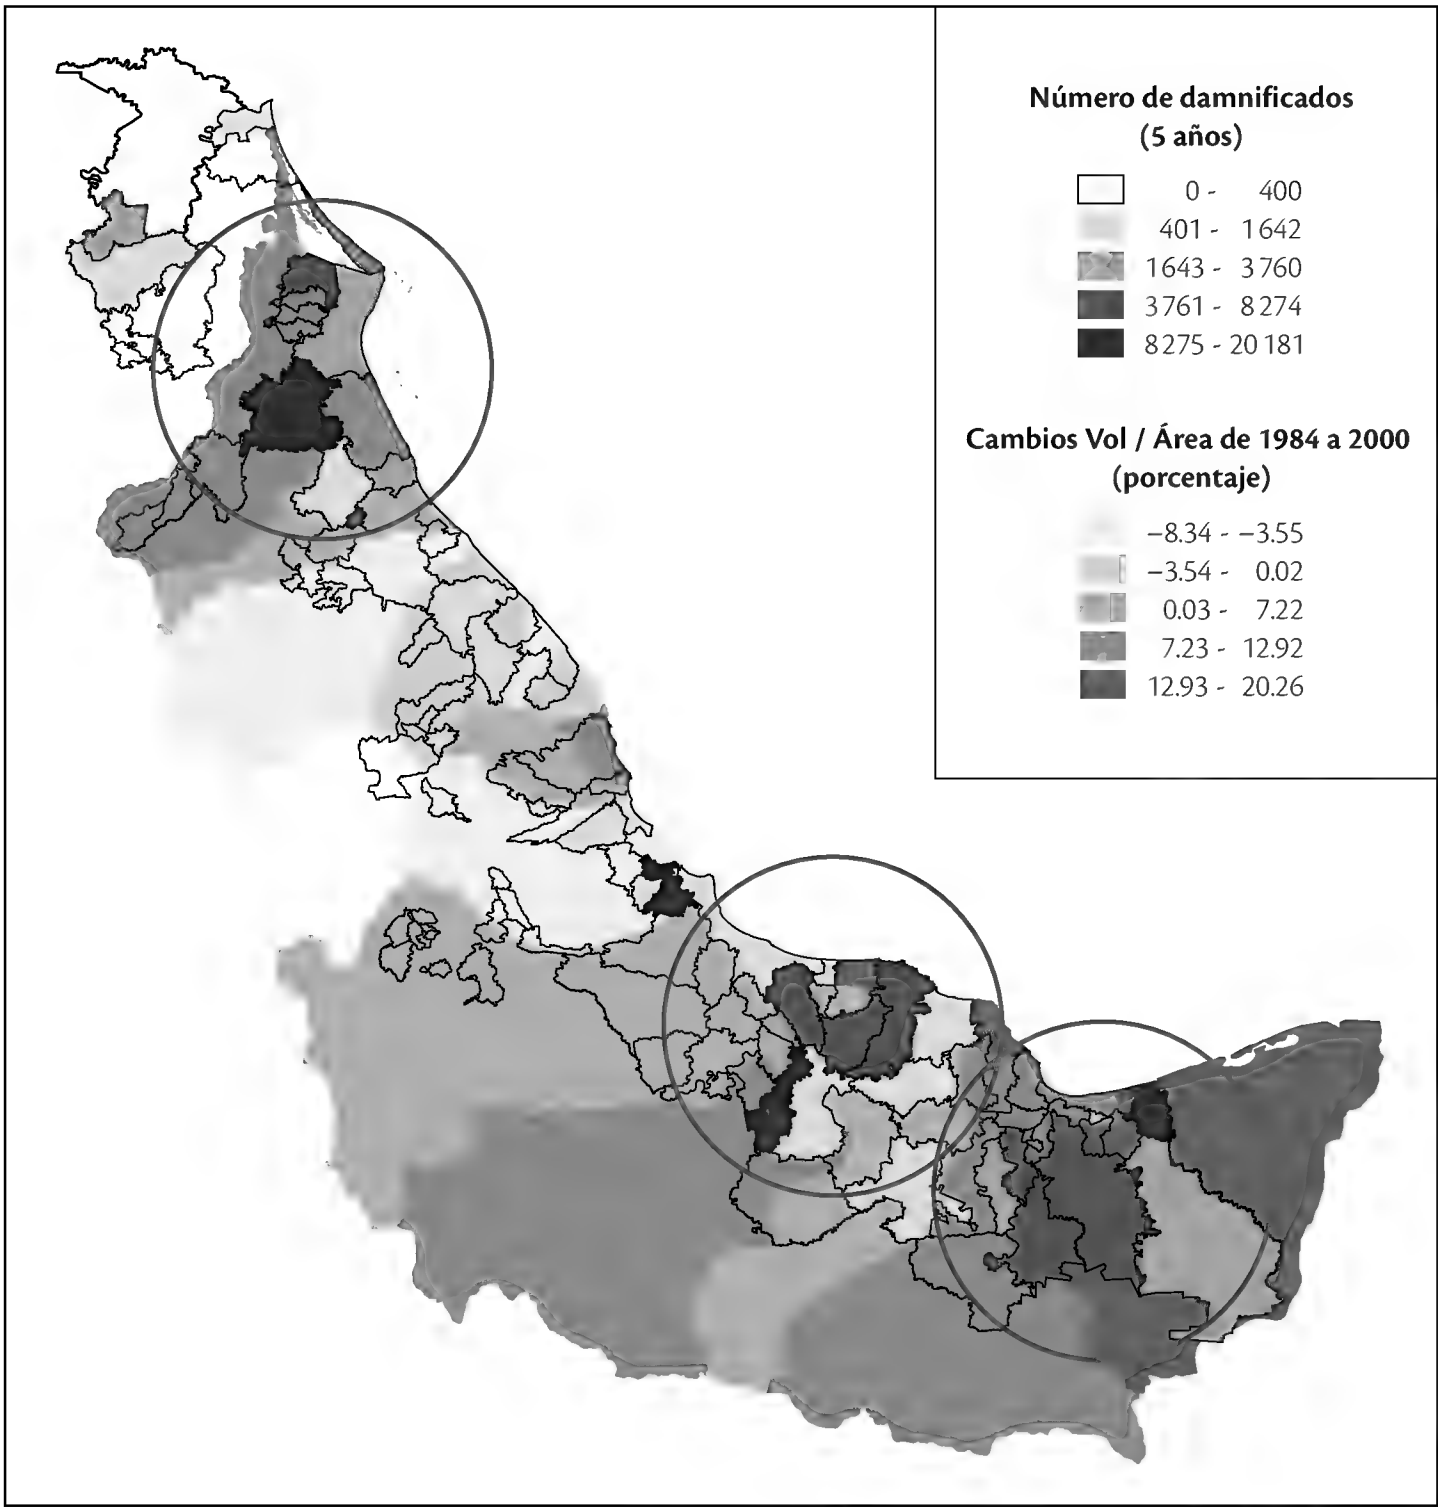 Número de damnificados
(5 años)
0 - 400
401 - 1642
1643 - 3760
3761 - 8274
8275 - 20181
Cambios Vol / Área de 1984 a 2000
(porcentaje)
−8.34 - −3.55
−3.54 - 0.02
0.03 - 7.22
7.23 - 12.92
12.93 - 20.26